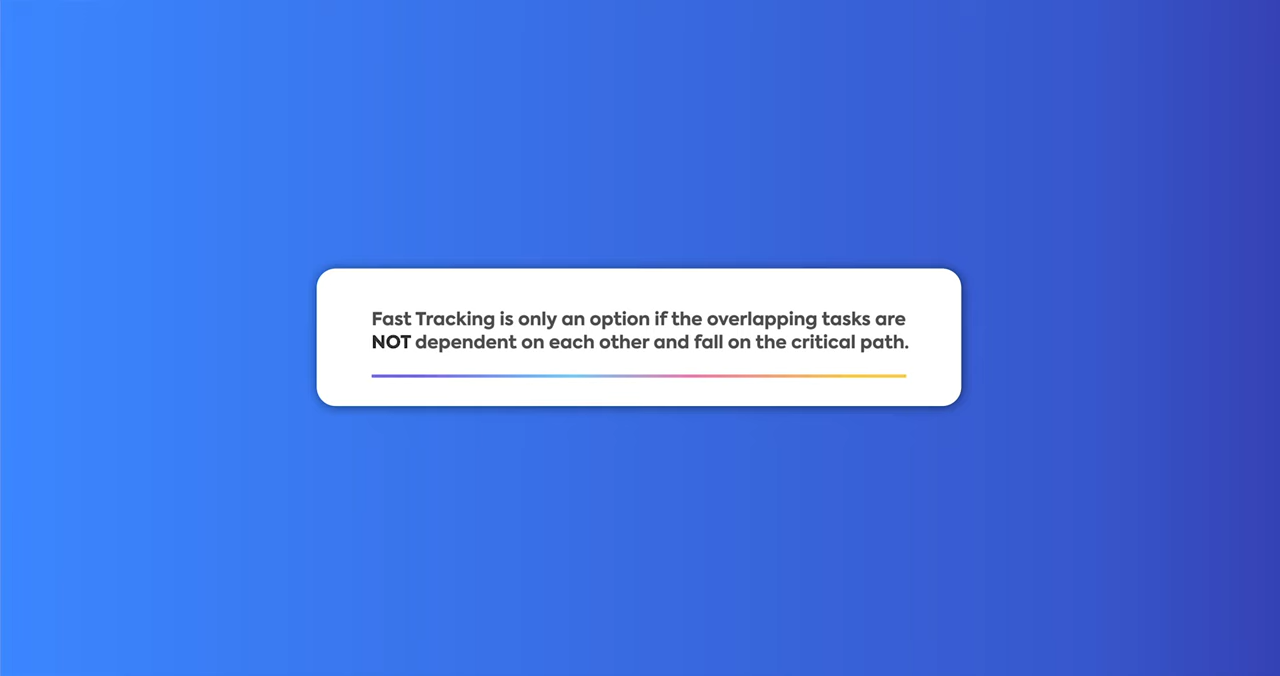 Fast Tracking is only an option if the overlapping tasks are
NOT dependent on each other and fall on the critical path.